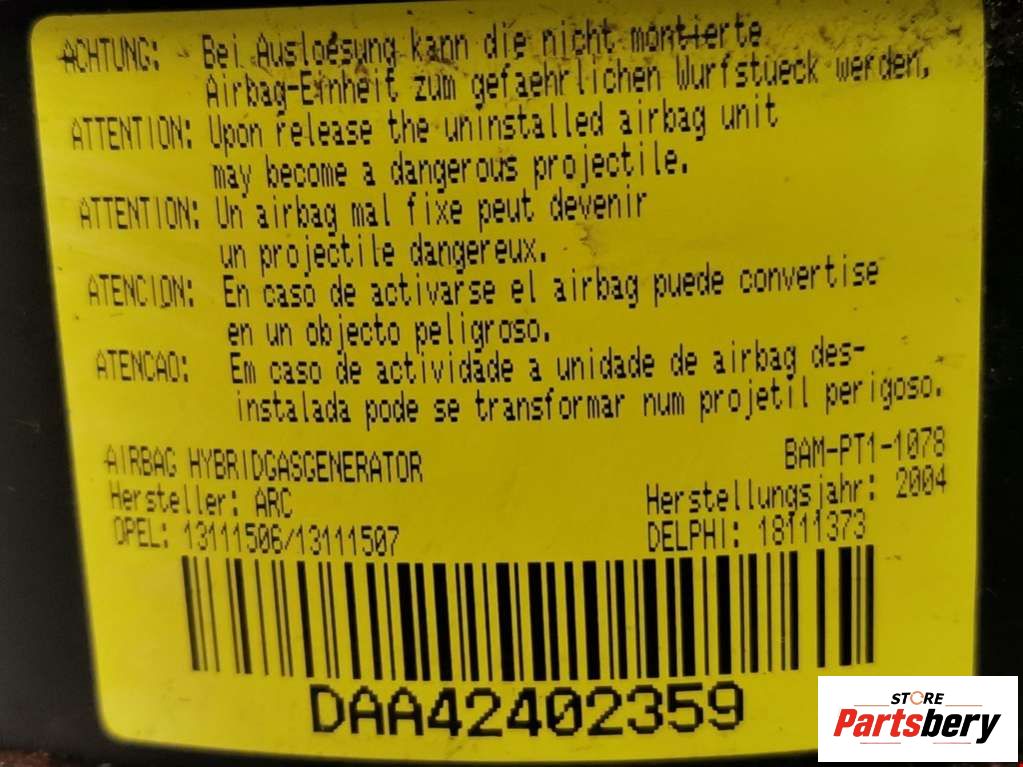 ACHTUNG: Bei Ausloesung kann die nicht montierte
Airbag-Einheit zum gefaehrlichen Wurfstueck werden.
ATTENTION: Upon release the uninstalled airbag unit
may become a dangerous projectile.
ATTENTION: Un airbag mal fixe peut devenir
un projectile dangereux.
ATENCION: En caso de activarse el airbag puede convertise
en un objecto peligroso.
ATENCAO: Em caso de actividade a unidade de airbag des-
instalada pode se transformar num projetil perigoso.
AIRBAG HYBRIDGASGENERATOR BAM-PT1-1078
Hersteller: ARC Herstellungsjahr: 2004
OPEL: 13111506/13111507 DELPHI: 18111373
DAA42402359
STORE
Partsbery